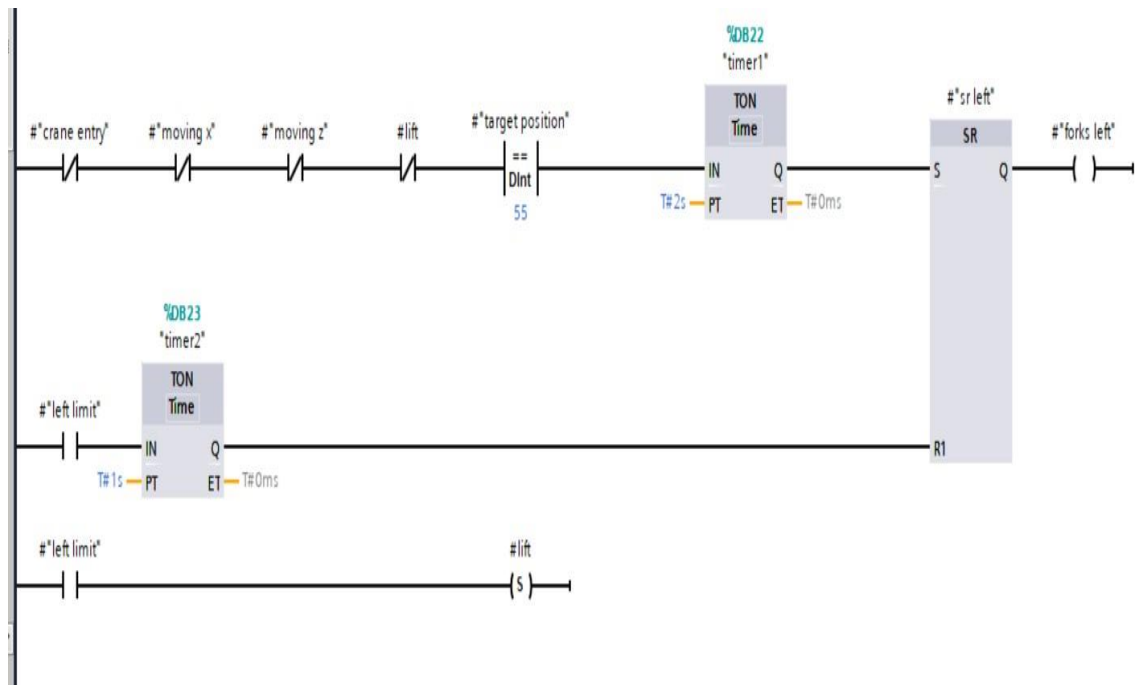 %DB22
"timer1"
TON
Time
#"sr left"
SR
#"crane entry"
#"moving x"
#"moving z"
#lift
#"target position"
==
DInt
55
#"forks left"
IN
Q
T#2s
PT
ET
T#0ms
S
Q
%DB23
"timer2"
TON
Time
#"left limit"
IN
Q
R1
T#1s
PT
ET
T#0ms
#"left limit"
#lift
S